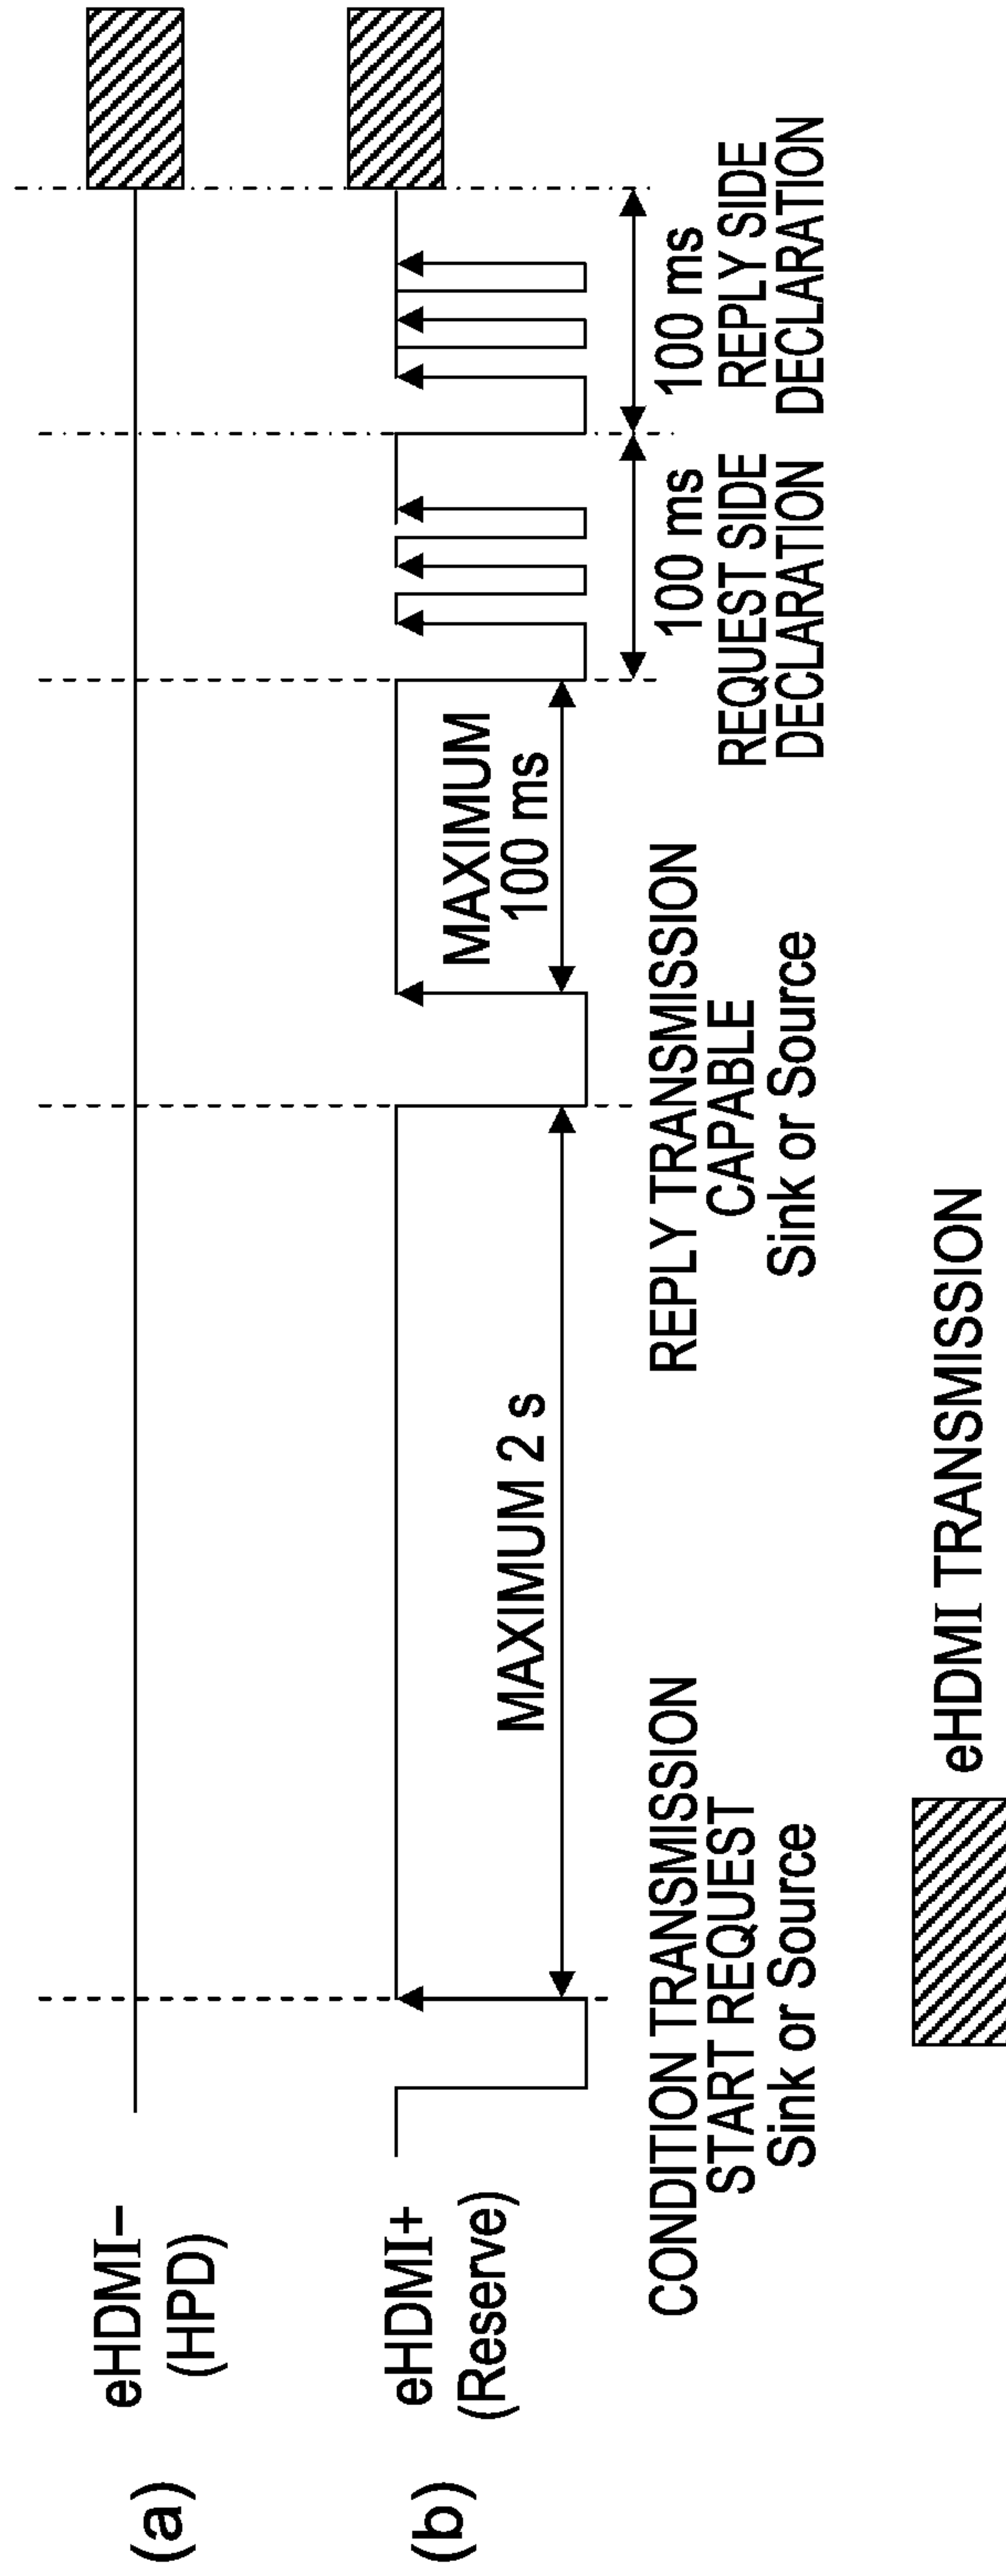 (a)
eHDMI−
(HPD)
(b)
eHDMI+
(Reserve)
MAXIMUM 2 s
MAXIMUM
100 ms
100 ms
100 ms
CONDITION TRANSMISSION
START REQUEST
Sink or Source
REPLY TRANSMISSION
CAPABLE
Sink or Source
REQUEST SIDE
DECLARATION
REPLY SIDE
DECLARATION
eHDMI TRANSMISSION